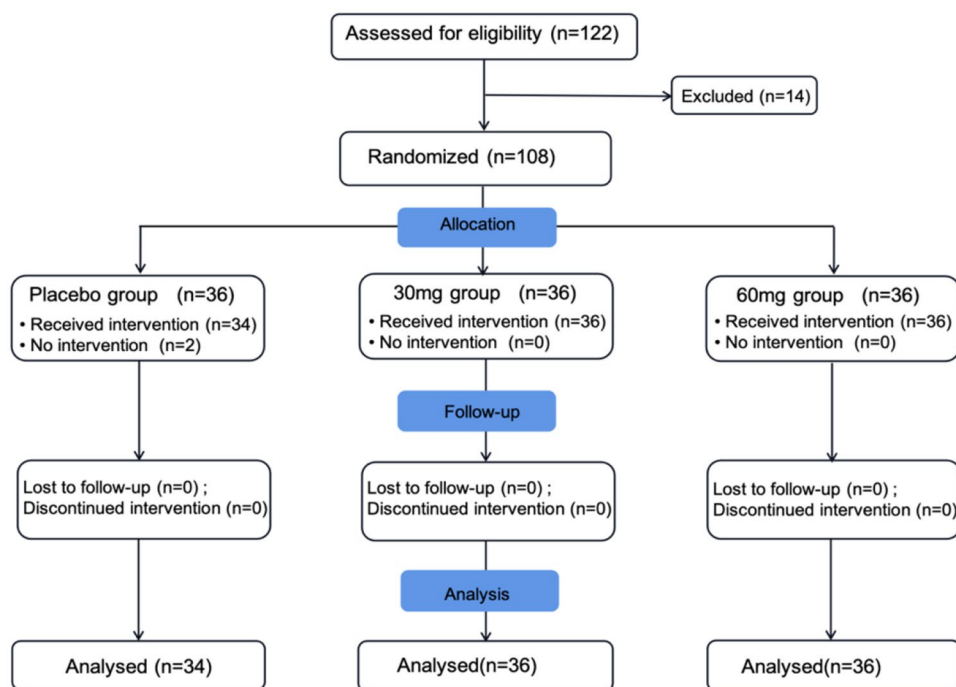 Assessed for eligibility (n=122)
Excluded (n=14)
Randomized (n=108)
Allocation
Placebo group (n=36)
• Received intervention (n=34)
• No intervention (n=2)
30mg group (n=36)
• Received intervention (n=36)
• No intervention (n=0)
60mg group (n=36)
• Received intervention (n=36)
• No intervention (n=0)
Follow-up
Lost to follow-up (n=0) ;
Discontinued intervention (n=0)
Lost to follow-up (n=0) ;
Discontinued intervention (n=0)
Lost to follow-up (n=0) ;
Discontinued intervention (n=0)
Analysis
Analysed (n=34)
Analysed(n=36)
Analysed(n=36)